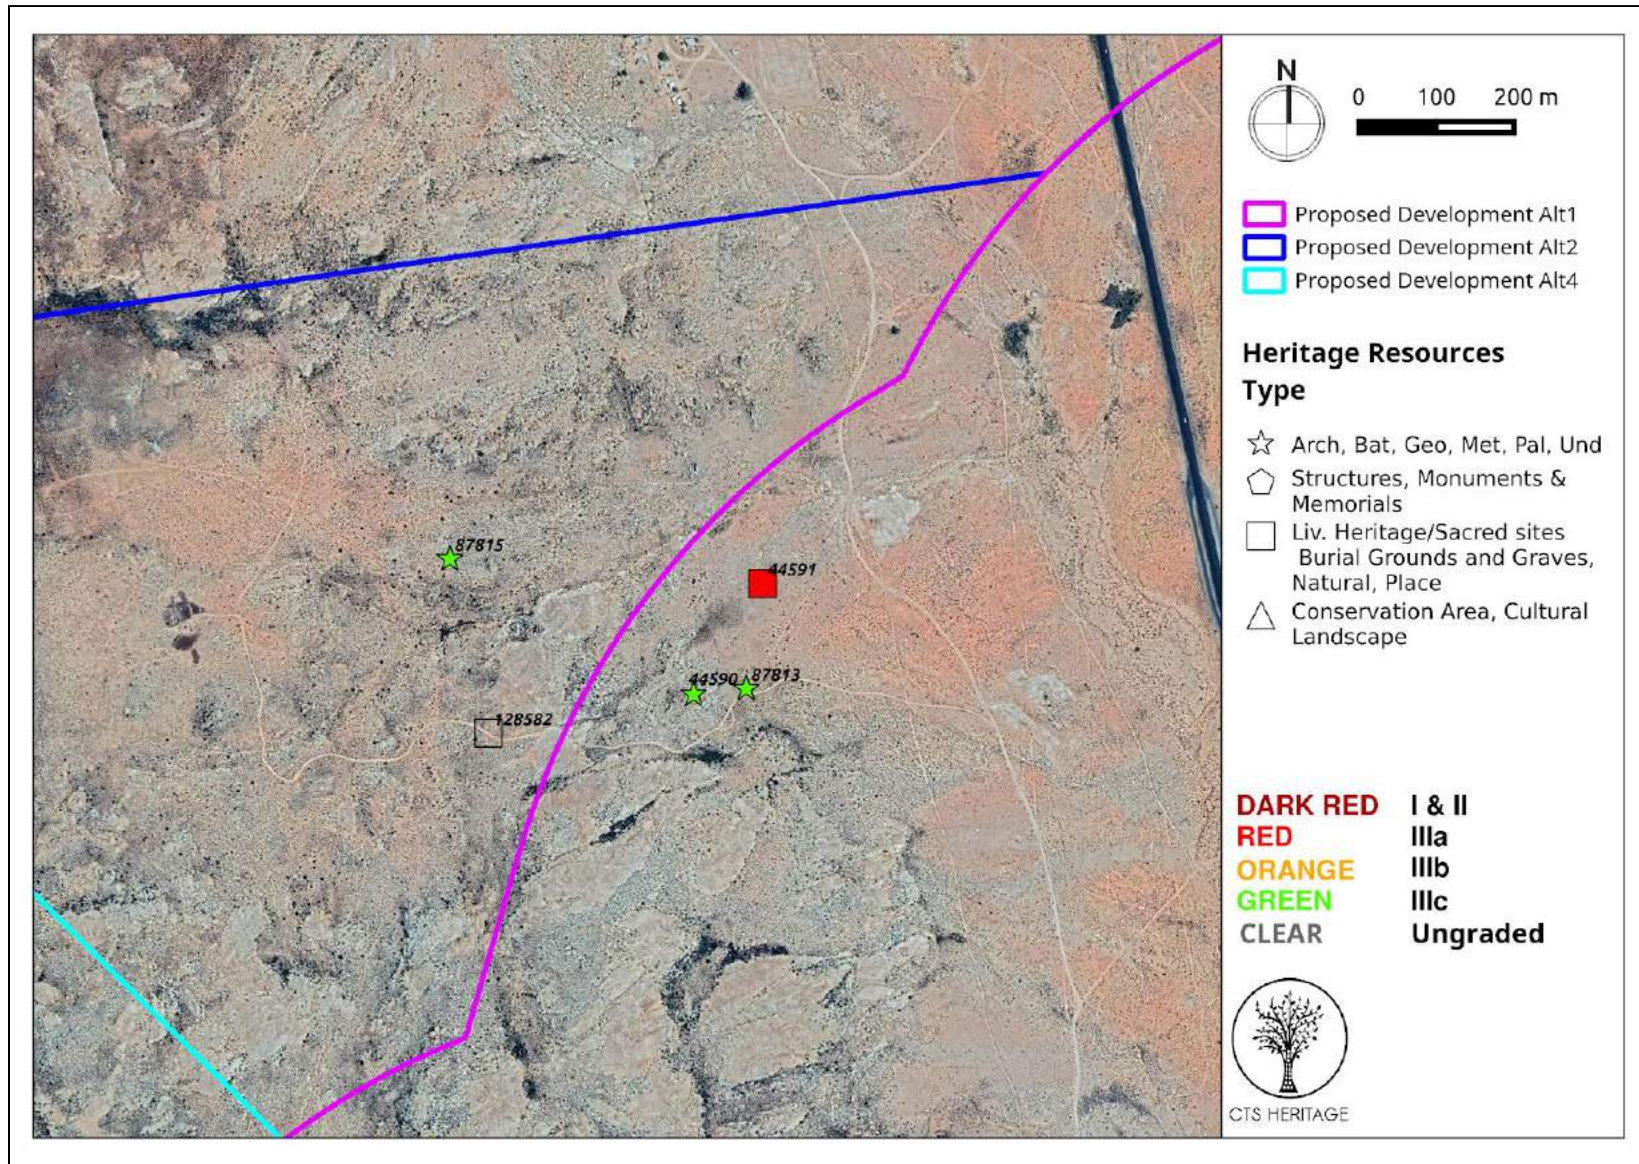 N
0 100 200 m
Proposed Development Alt1
Proposed Development Alt2
Proposed Development Alt4
Heritage Resources
Type
Arch, Bat, Geo, Met, Pal, Und
Structures, Monuments &
Memorials
Liv. Heritage/Sacred sites
Burial Grounds and Graves,
Natural, Place
Conservation Area, Cultural
Landscape
87815
44591
44590
87813
128582
DARK RED I & II
RED IIIa
ORANGE IIIb
GREEN IIIc
CLEAR Ungraded
CTS HERITAGE